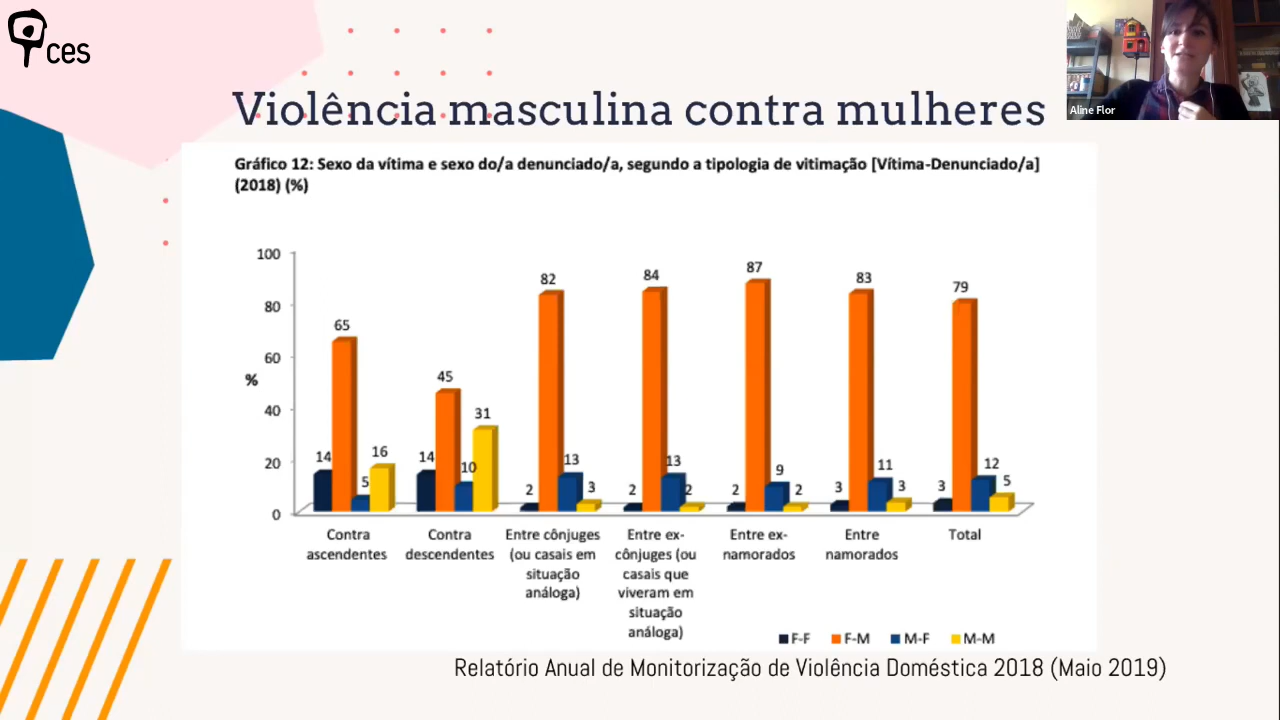 ces
Aline Flor
Violência masculina contra mulheres
Gráfico 12: Sexo da vítima e sexo do/a denunciado/a, segundo a tipologia de vitimação [Vítima-Denunciado/a]
(2018) (%)
%
100
80
60
40
20
0
14
65
5
16
14
45
10
31
2
82
13
3
2
84
13
2
2
87
9
2
3
83
11
3
3
79
12
5
Contra
ascendentes
Contra
descendentes
Entre cônjuges
(ou casais em
situação
análoga)
Entre ex-
cônjuges (ou
casais que
viveram em
situação
análoga)
Entre ex-
namorados
Entre
namorados
Total
F-F F-M M-F M-M
Relatório Anual de Monitorização de Violência Doméstica 2018 (Maio 2019)